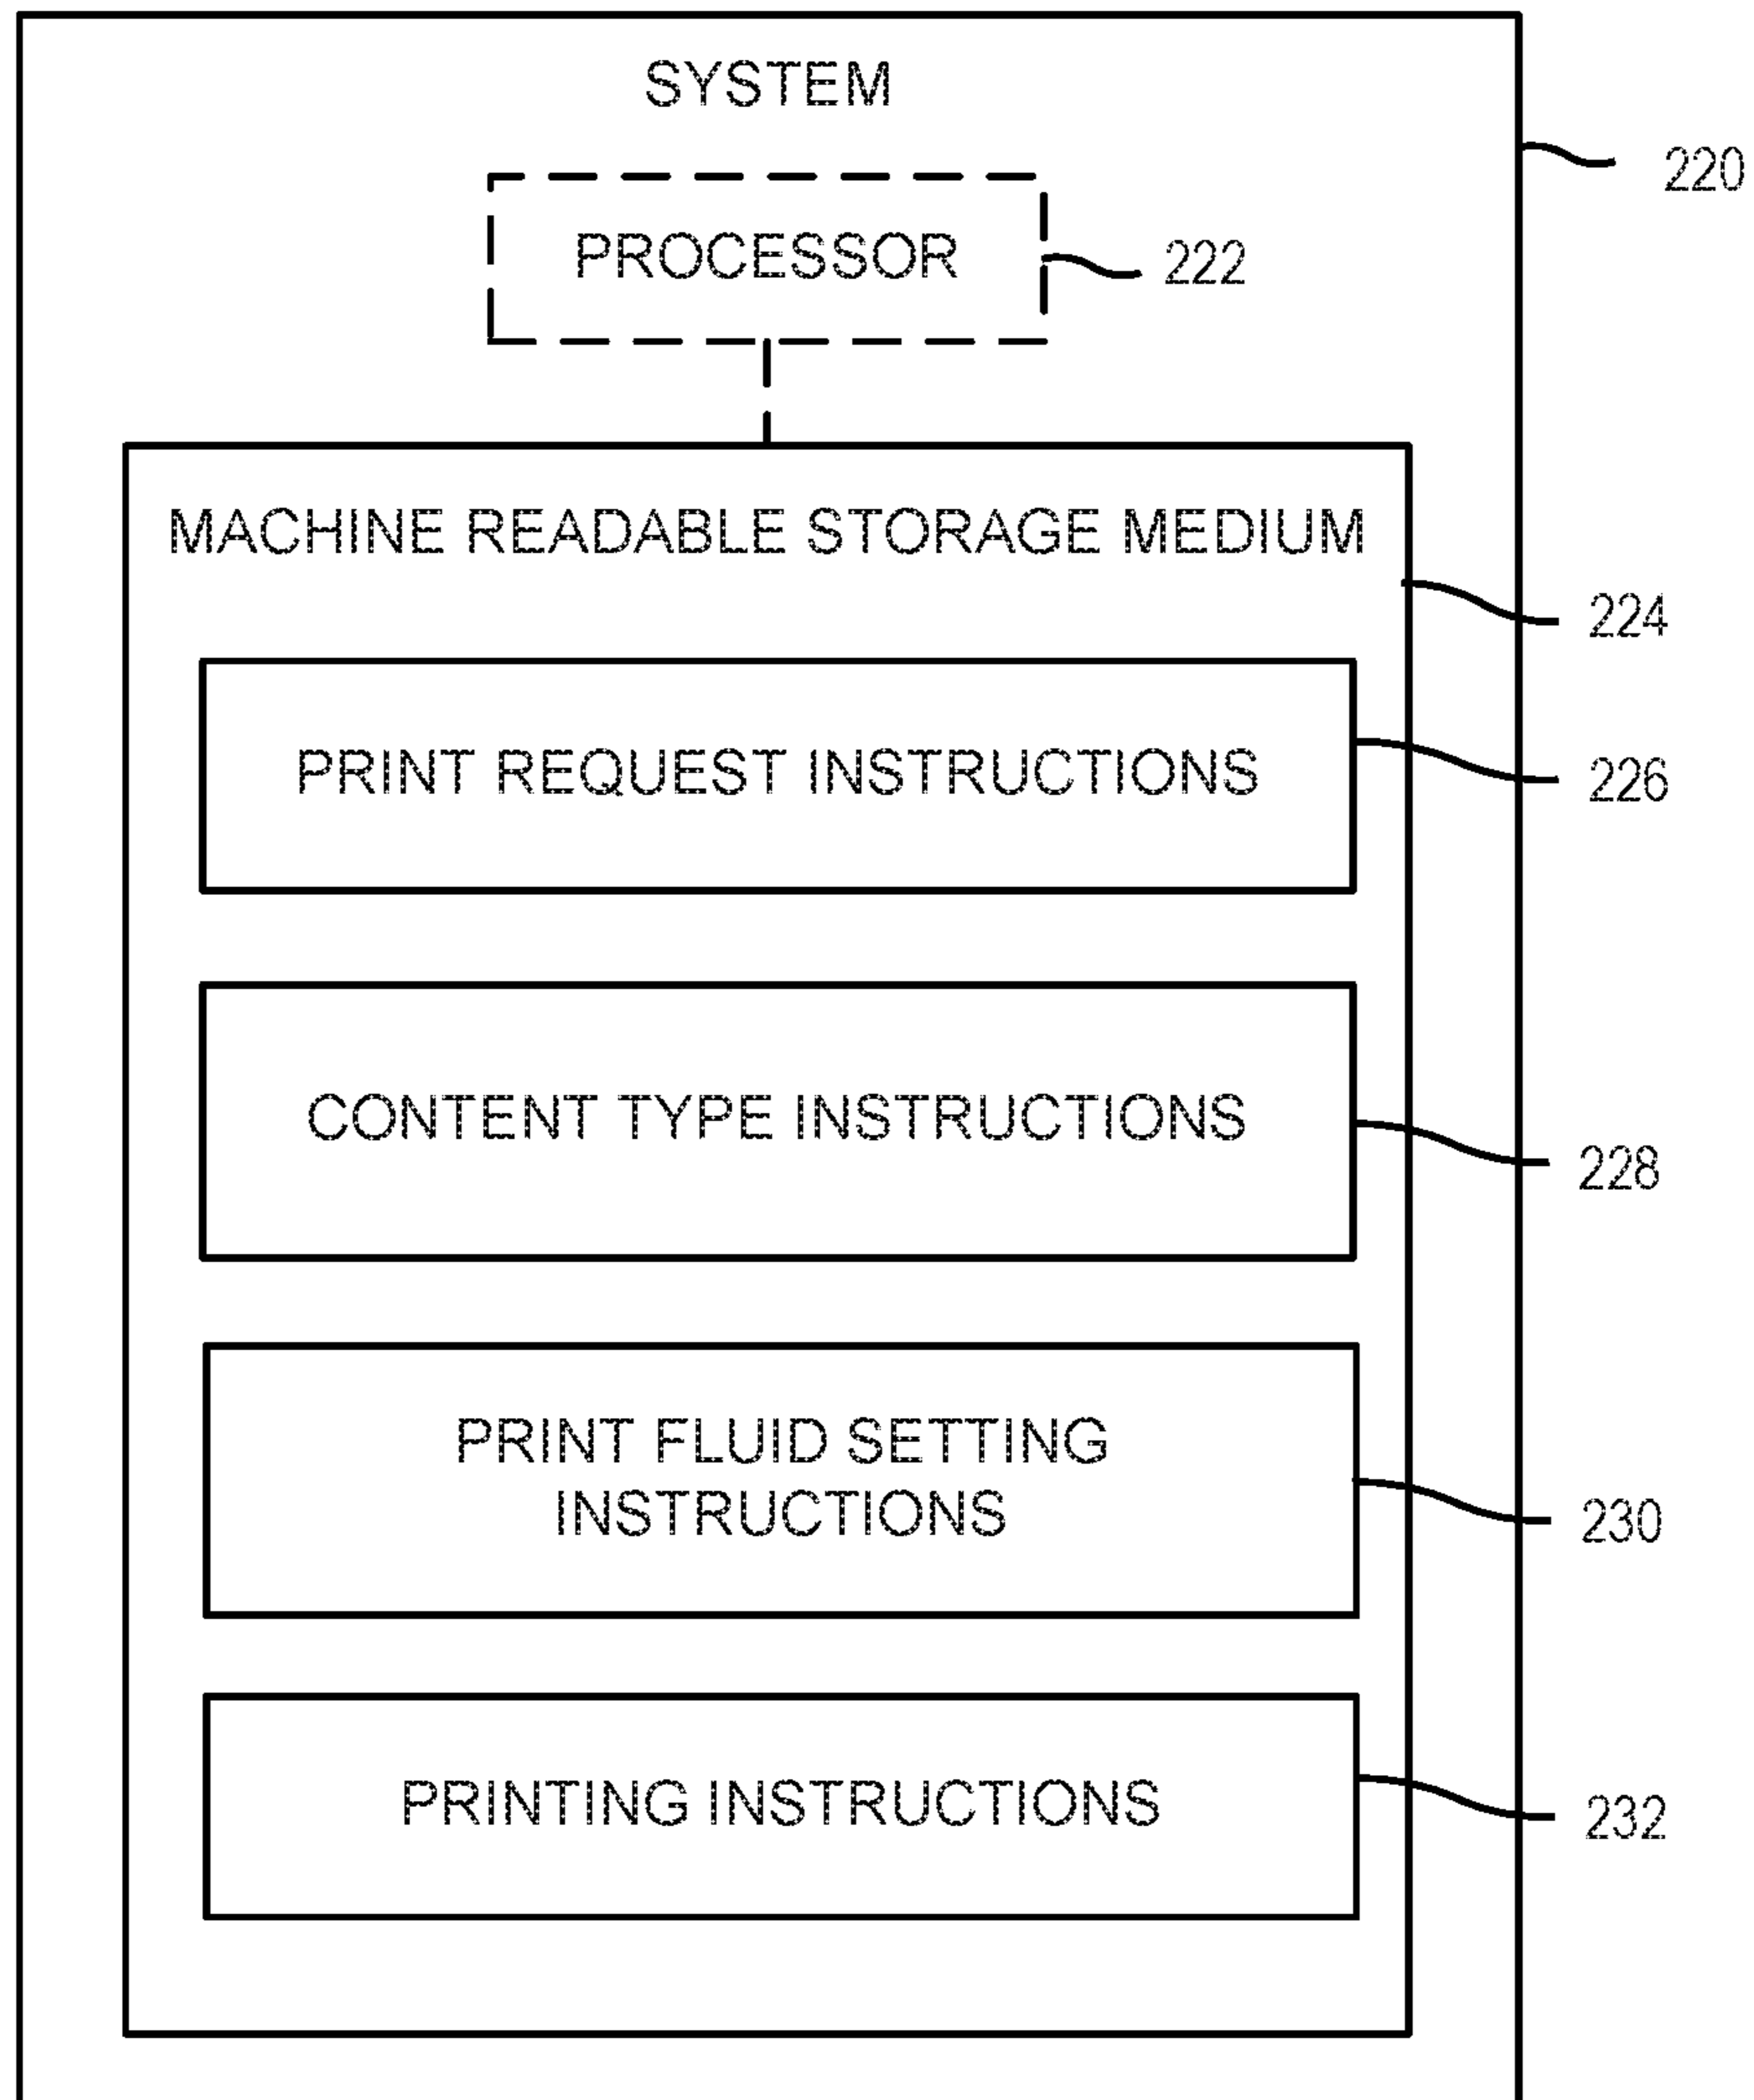 SYSTEM
220
PROCESSOR
222
MACHINE READABLE STORAGE MEDIUM
224
PRINT REQUEST INSTRUCTIONS
226
CONTENT TYPE INSTRUCTIONS
228
PRINT FLUID SETTING
INSTRUCTIONS
230
PRINTING INSTRUCTIONS
232